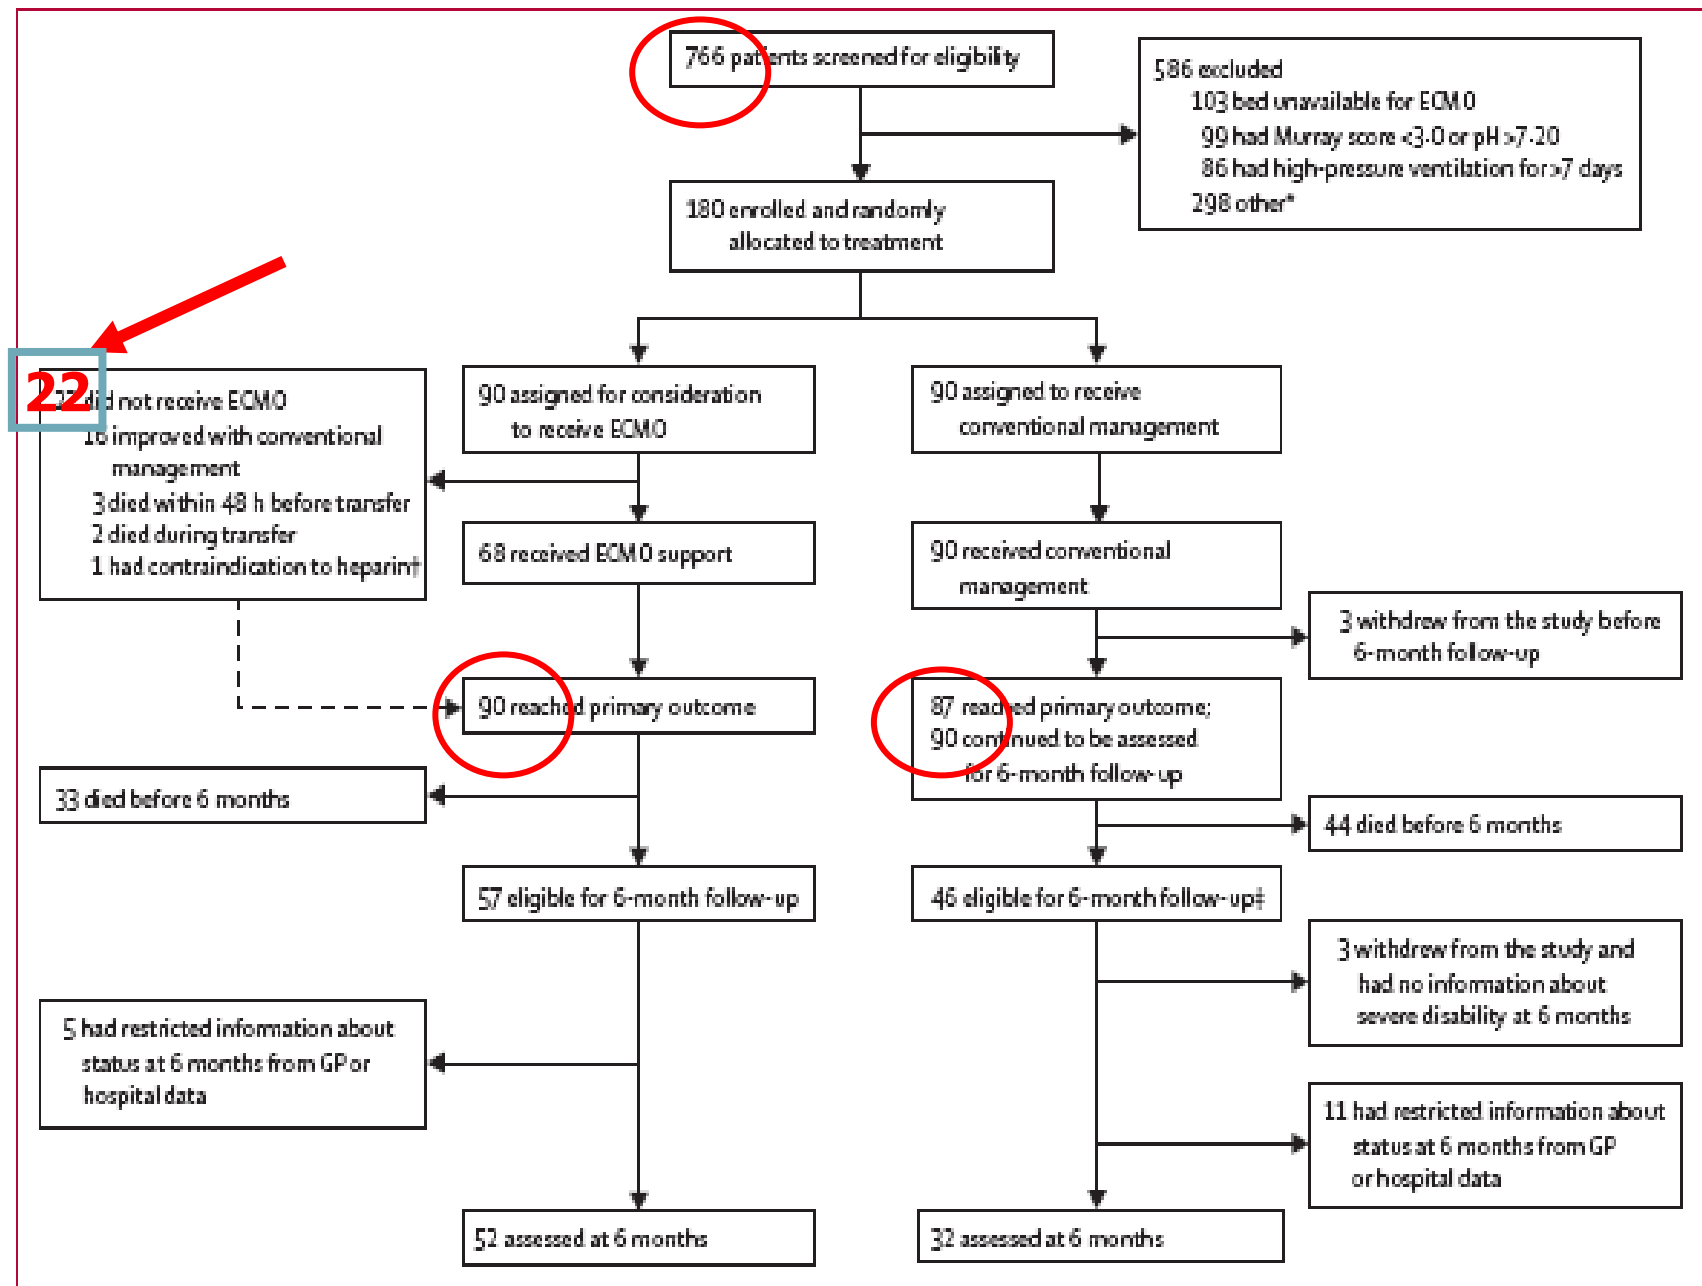 766 patients screened for eligibility
586 excluded
103 bed unavailable for ECMO
99 had Murray score <3·0 or pH >7·20
86 had high-pressure ventilation for >7 days
298 other*
180 enrolled and randomly
allocated to treatment
22 did not receive ECMO
16 improved with conventional
management
3 died within 48 h before transfer
2 died during transfer
1 had contraindication to heparin†
90 assigned for consideration
to receive ECMO
90 assigned to receive
conventional management
68 received ECMO support
90 received conventional
management
3 withdrew from the study before
6-month follow-up
90 reached primary outcome
87 reached primary outcome;
90 continued to be assessed
for 6-month follow-up
33 died before 6 months
44 died before 6 months
57 eligible for 6-month follow-up
46 eligible for 6-month follow-up‡
3 withdrew from the study and
had no information about
severe disability at 6 months
5 had restricted information about
status at 6 months from GP or
hospital data
11 had restricted information about
status at 6 months from GP
or hospital data
52 assessed at 6 months
32 assessed at 6 months